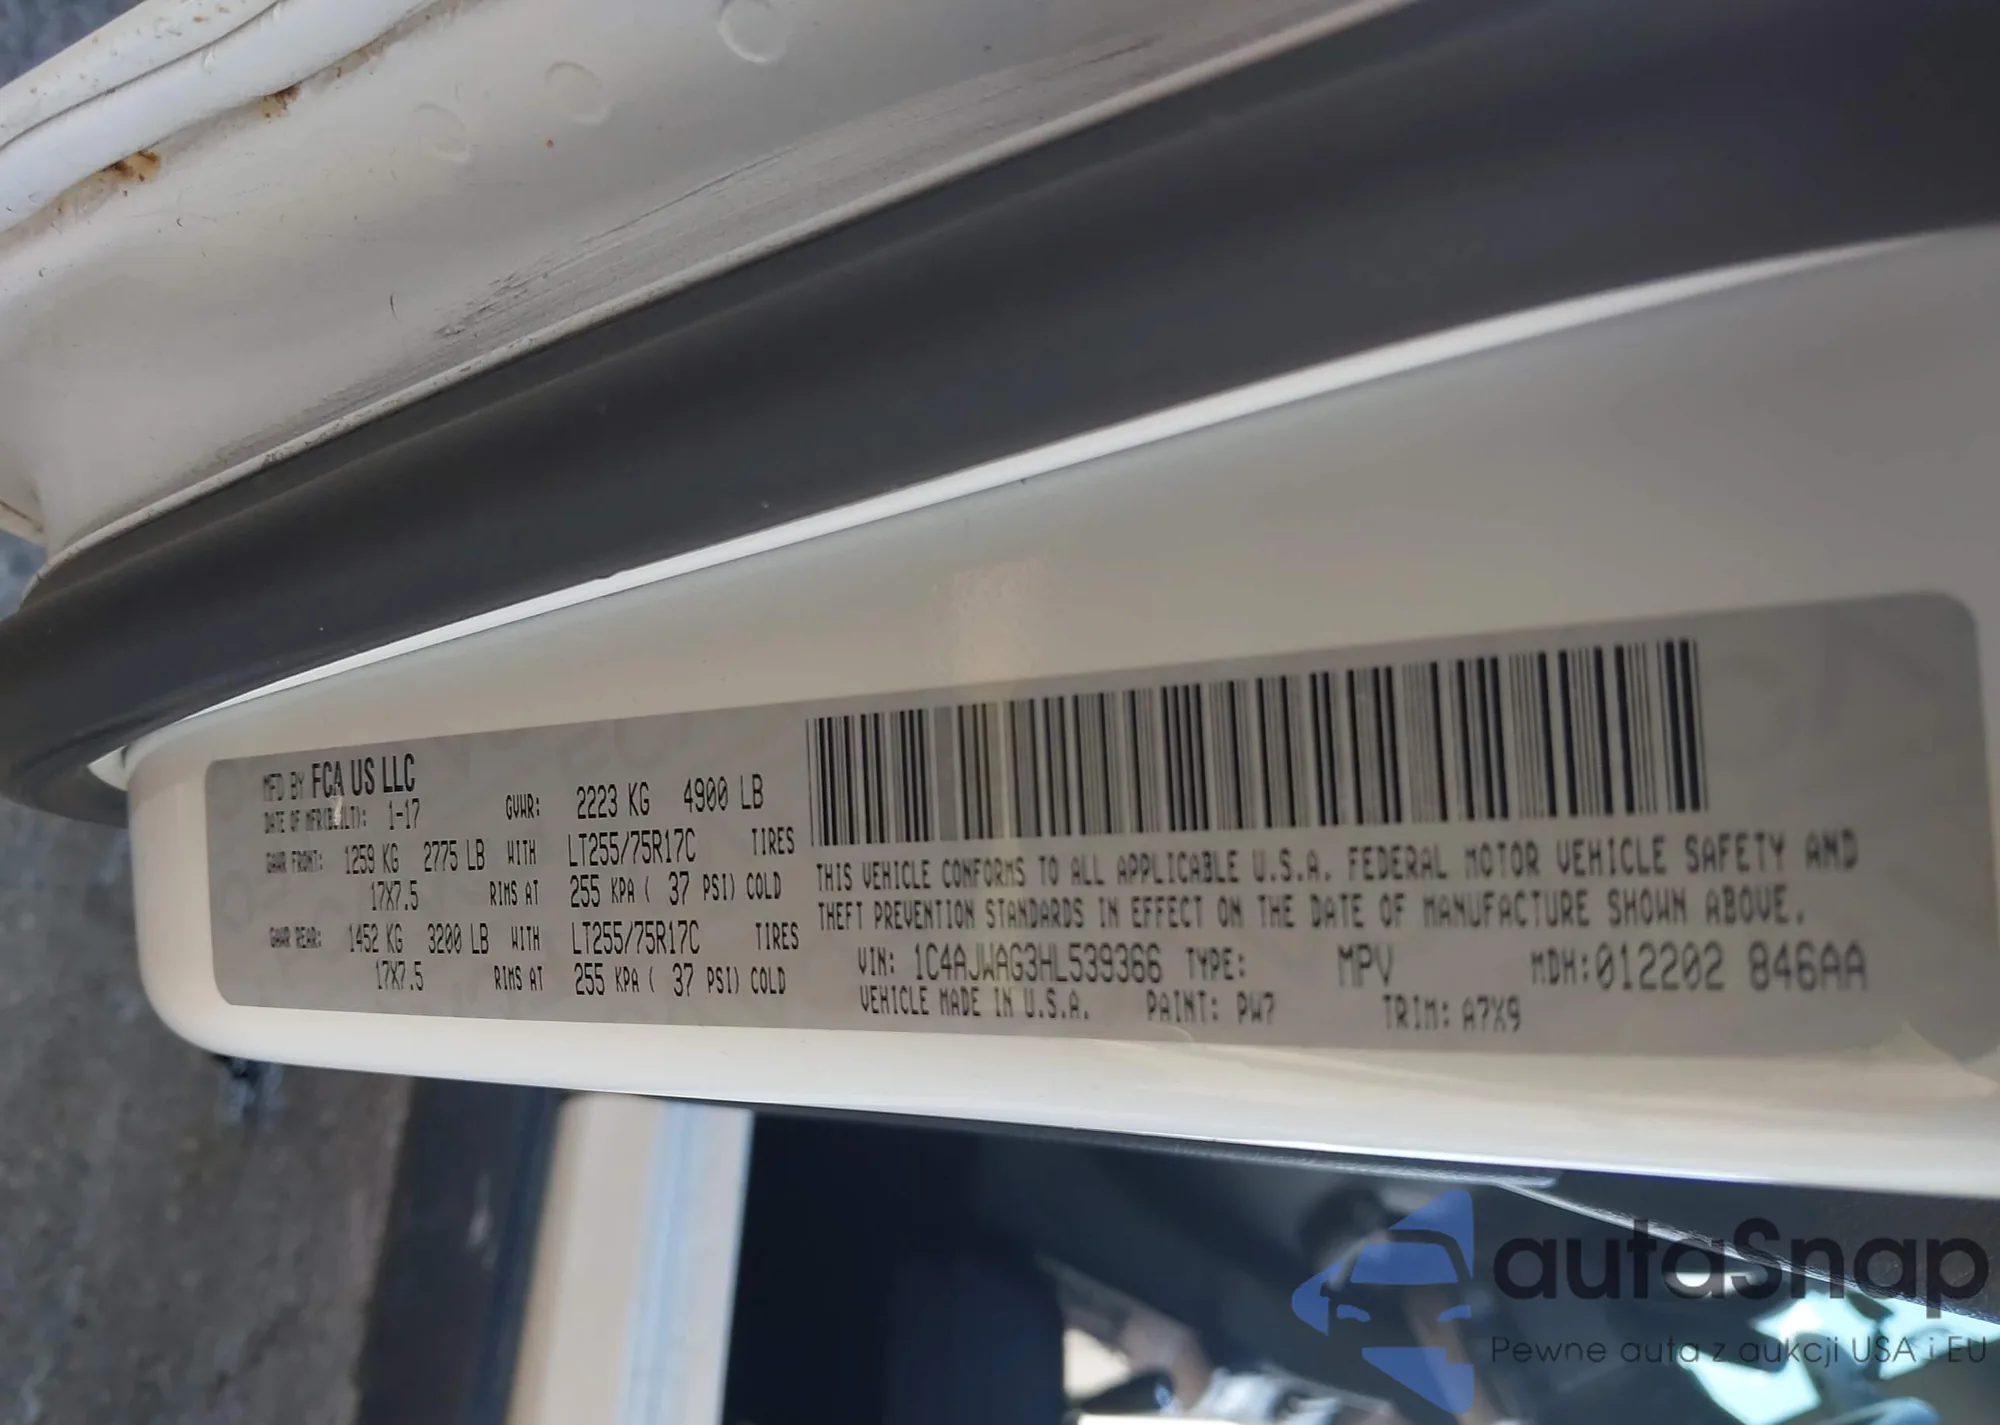 MFD BY FCA US LLC
DATE OF MFR(BUILT): 1-17 GVWR: 2223 KG 4900 LB
GAWR FRONT: 1259 KG 2775 LB WITH LT255/75R17C TIRES
17X7.5 RIMS AT 255 KPA ( 37 PSI) COLD
GAWR REAR: 1452 KG 3200 LB WITH LT255/75R17C TIRES
17X7.5 RIMS AT 255 KPA ( 37 PSI) COLD
THIS VEHICLE CONFORMS TO ALL APPLICABLE U.S.A. FEDERAL MOTOR VEHICLE SAFETY AND
THEFT PREVENTION STANDARDS IN EFFECT ON THE DATE OF MANUFACTURE SHOWN ABOVE.
VIN: 1C4AJWAG3HL539366 TYPE: MPV MDH:012202 846AA
VEHICLE MADE IN U.S.A. PAINT: PW7 TRIM: A7X9
autaSnap
Pewne auta z aukcji USA i EU